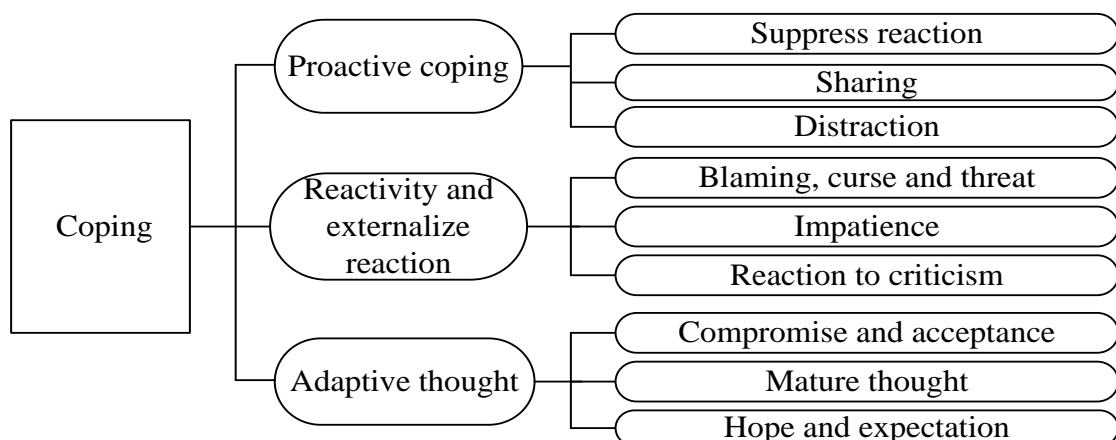 Coping
Proactive coping
Suppress reaction
Sharing
Distraction
Reactivity and
externalize
reaction
Blaming, curse and threat
Impatience
Reaction to criticism
Adaptive thought
Compromise and acceptance
Mature thought
Hope and expectation